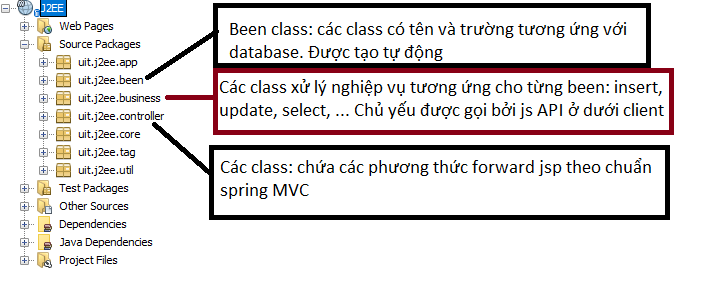 J2EE
Web Pages
Source Packages
uit.j2ee.app
uit.j2ee.been
uit.j2ee.business
uit.j2ee.controller
uit.j2ee.core
uit.j2ee.tag
uit.j2ee.util
Test Packages
Other Sources
Dependencies
Java Dependencies
Project Files
Been class: các class có tên và trường tương ứng với
database. Được tạo tự động
Các class xử lý nghiệp vụ tương ứng cho từng been: insert,
update, select, ... Chủ yếu được gọi bởi js API ở dưới client
Các class: chứa các phương thức forward jsp theo chuẩn
spring MVC